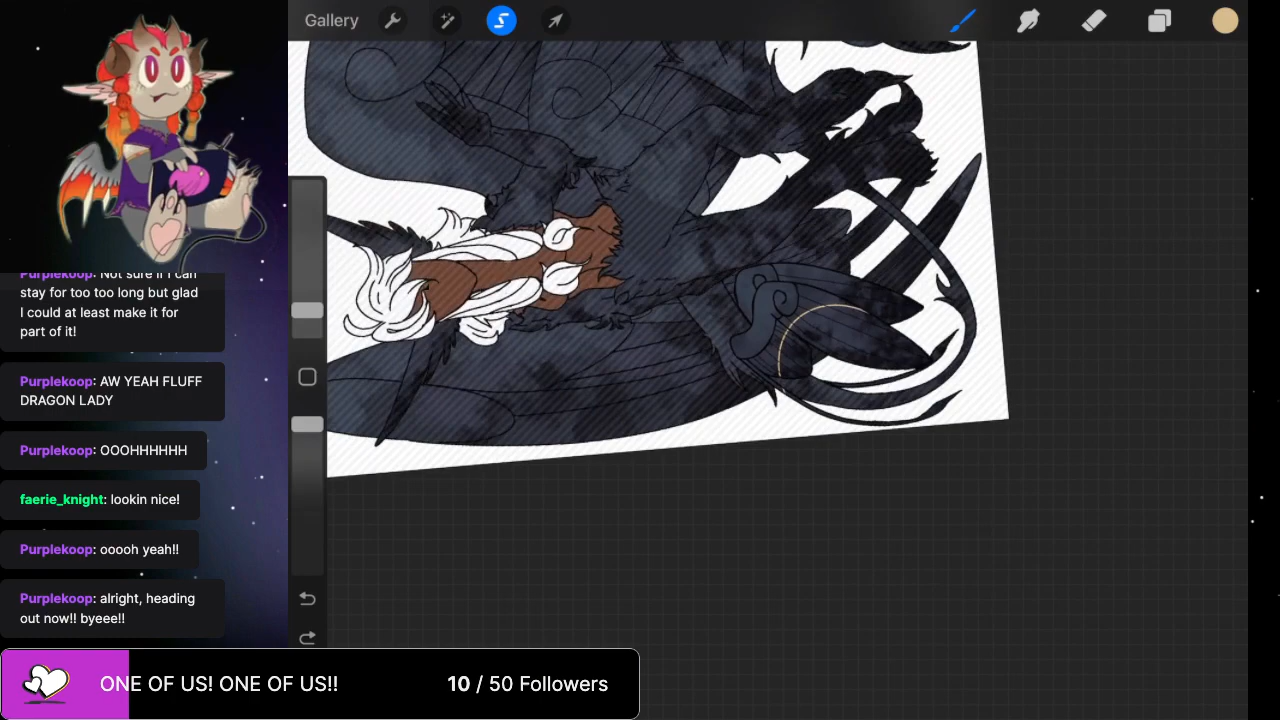 Gallery
Purplekoop: Not sure if I can
stay for too too long but glad
I could at least make it for
part of it!
Purplekoop: AW YEAH FLUFF
DRAGON LADY
Purplekoop: OOOHHHHHH
faerie_knight: lookin nice!
Purplekoop: ooooh yeah!!
Purplekoop: alright, heading
out now!! byeee!!
ONE OF US! ONE OF US!!
10 / 50 Followers